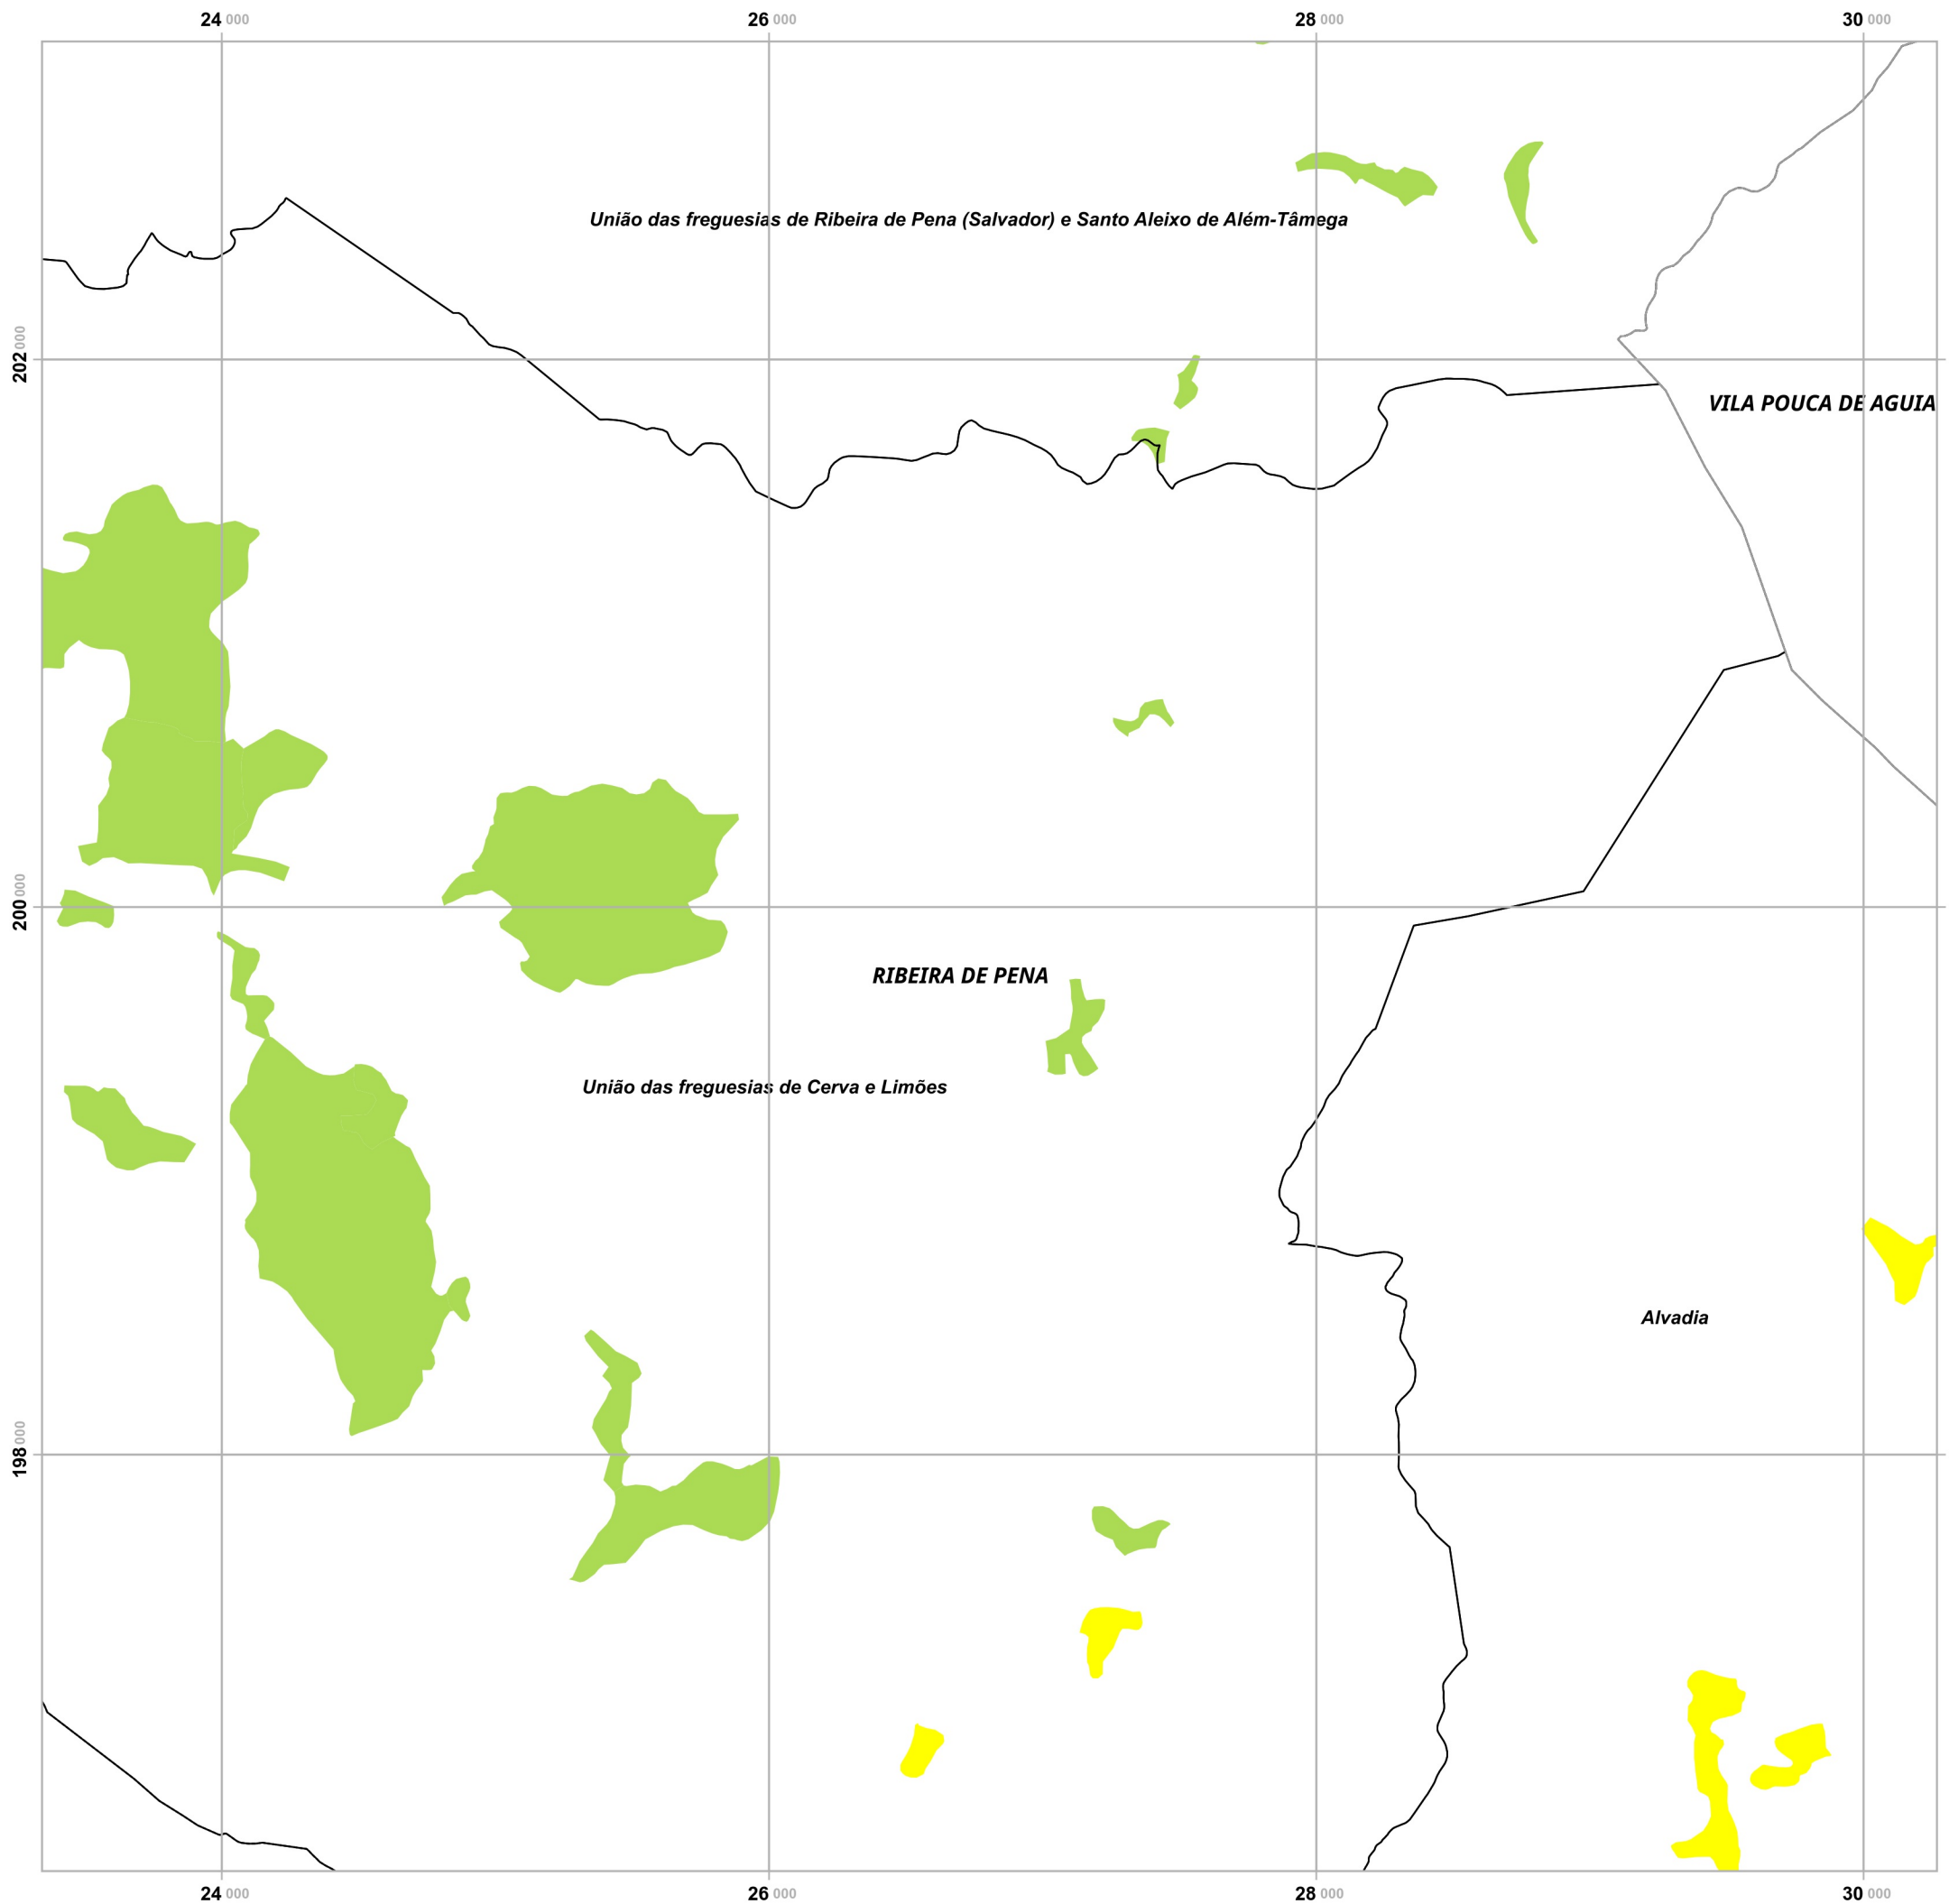 24 000 26 000 28 000 30 000
União das freguesias de Ribeira de Pena (Salvador) e Santo Aleixo de Além-Tâmega
202 000
VILA POUCA DE AGUIA
200 000
RIBEIRA DE PENA
União das freguesias de Cerva e Limões
Alvadia
198 000
24 000 26 000 28 000 30 000